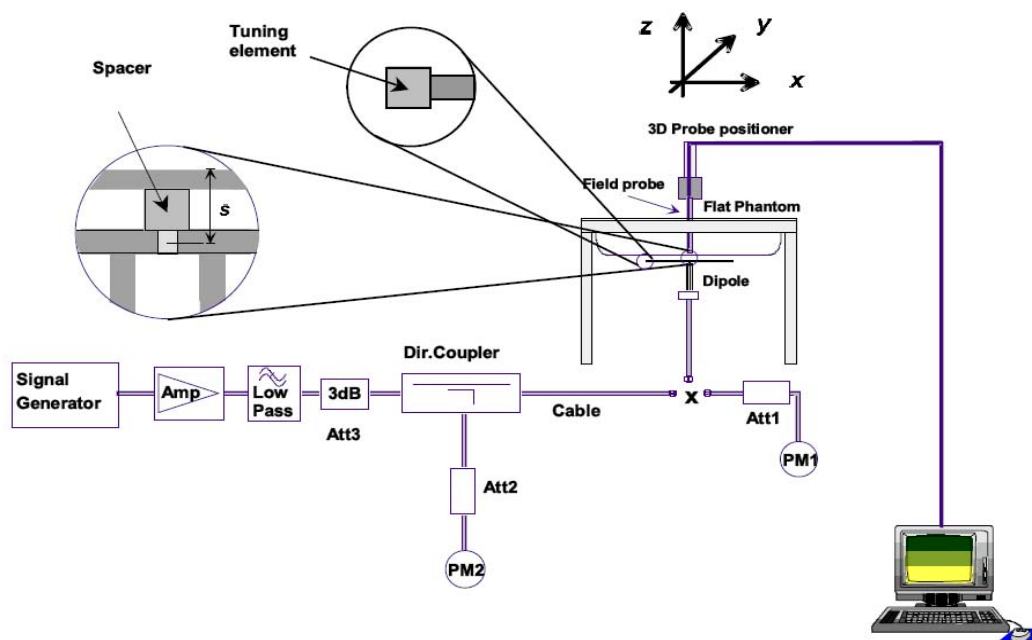 Tuning
element
Spacer
s
z
y
x
3D Probe positioner
Field probe
Flat Phantom
Dipole
Dir.Coupler
Signal
Generator
Amp
Low
Pass
3dB
Att3
Cable
x
Att1
PM1
Att2
PM2